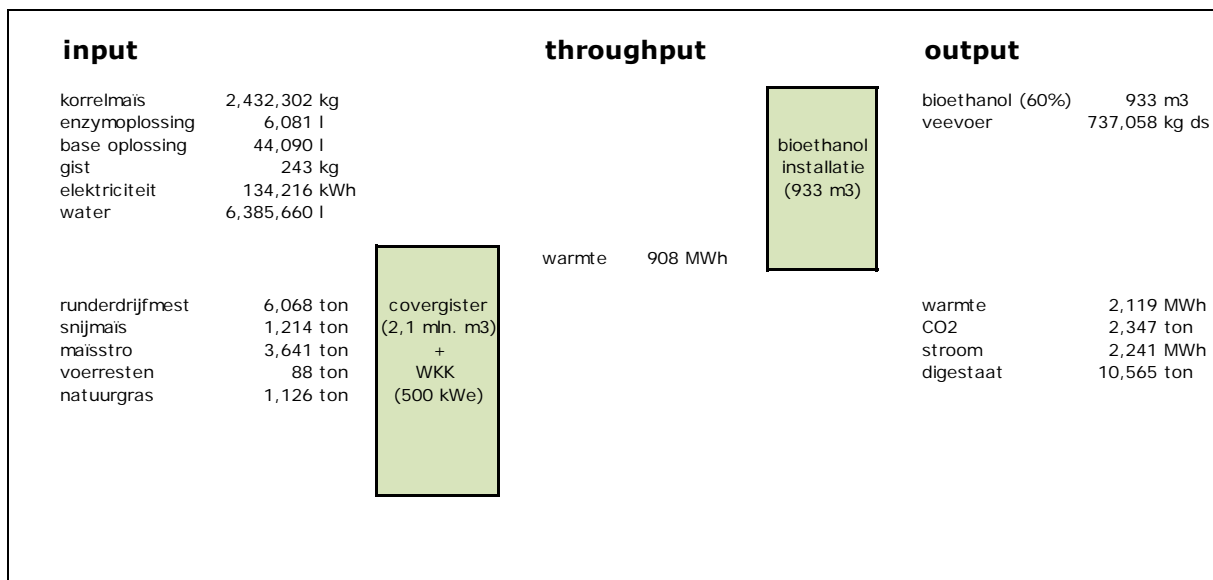 input throughput output
korrelmaïs 2,432,302 kg bioethanol (60%) 933 m3
enzymoplossing 6,081 l veevoer 737,058 kg ds
base oplossing 44,090 l bioethanol
gist 243 kg installatie
elektriciteit 134,216 kWh (933 m3)
water 6,385,660 l
warmte 908 MWh
runderdrijfmest 6,068 ton covergister warmte 2,119 MWh
snijmaïs 1,214 ton (2,1 mln. m3) CO2 2,347 ton
maïsstro 3,641 ton + stroom 2,241 MWh
voerresten 88 ton WKK digestaat 10,565 ton
natuurgras 1,126 ton (500 kWe)